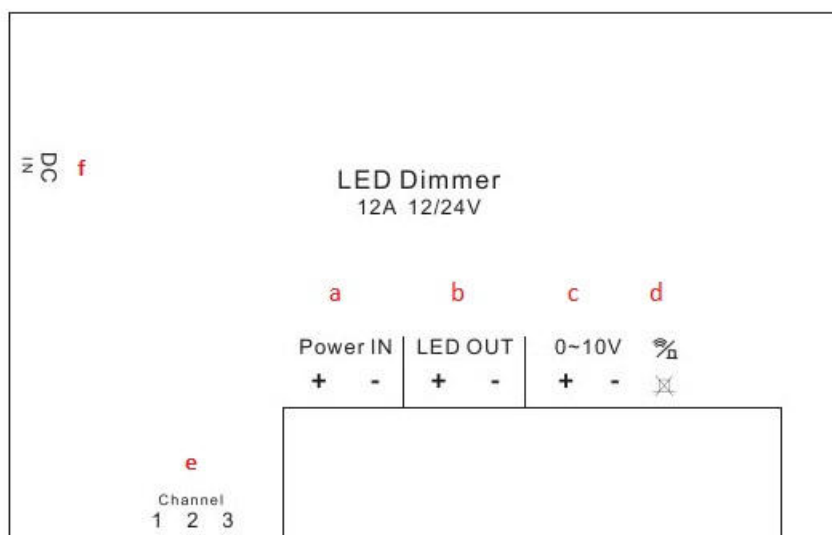 DC
IN
f
LED Dimmer
12A 12/24V
a b c d
Power IN LED OUT 0~10V
+ - + - + -
e
Channel
1 2 3